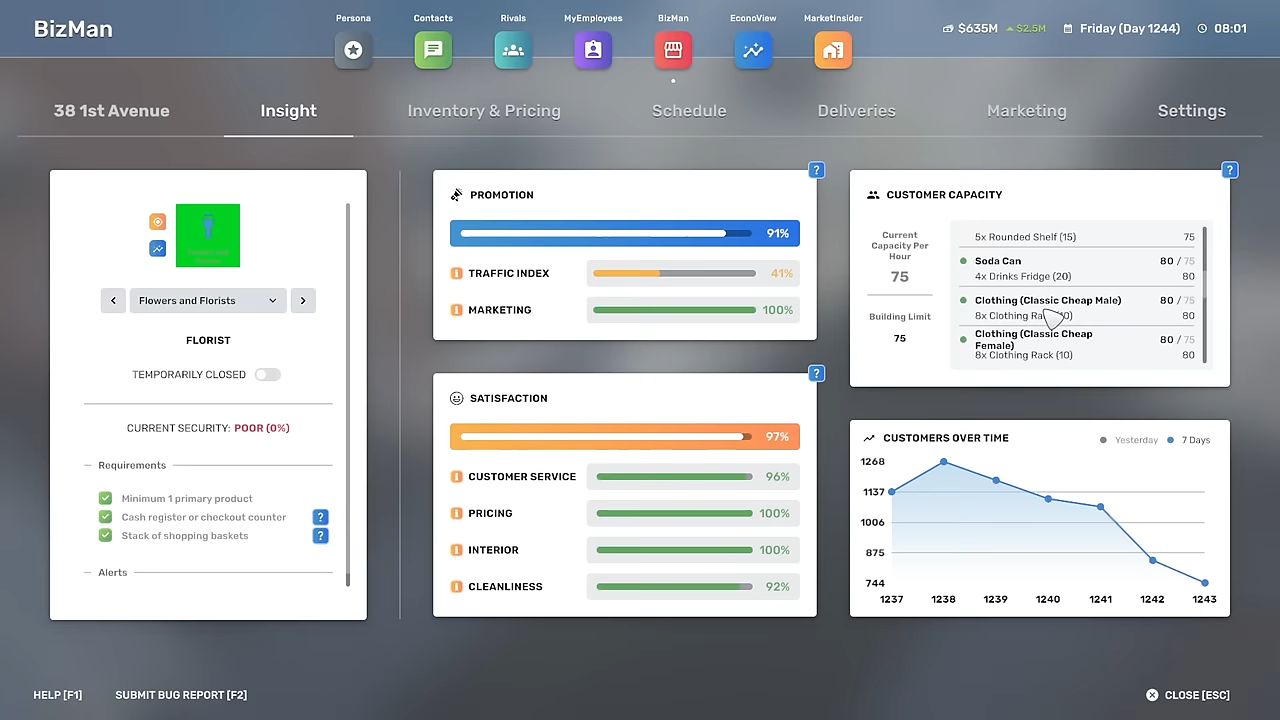 BizMan
Persona
Contacts
Rivals
MyEmployees
BizMan
EconoView
MarketInsider
$635M
$2,5M
Friday (Day 1244)
08:01
38 1st Avenue
Insight
Inventory & Pricing
Schedule
Deliveries
Marketing
Settings
Flowers and Florists
FLORIST
TEMPORARILY CLOSED
CURRENT SECURITY: POOR (0%)
Requirements
Minimum 1 primary product
Cash register or checkout counter
?
Stack of shopping baskets
?
Alerts
?
PROMOTION
91%
TRAFFIC INDEX
41%
MARKETING
100%
?
SATISFACTION
97%
CUSTOMER SERVICE
96%
PRICING
100%
INTERIOR
100%
CLEANLINESS
92%
?
CUSTOMER CAPACITY
Current
Capacity Per
Hour
75
Building Limit
75
5x Rounded Shelf (15) 75
Soda Can 80 / 75
4x Drinks Fridge (20) 80
Clothing (Classic Cheap Male) 80 / 75
8x Clothing 80
Clothing (Classic Cheap
Female) 80 / 75
8x Clothing Rack (10) 80
CUSTOMERS OVER TIME
Yesterday
7 Days
1268
1137
1006
875
744
1237 1238 1239 1240 1241 1242 1243
HELP [F1]
SUBMIT BUG REPORT [F2]
CLOSE [ESC]